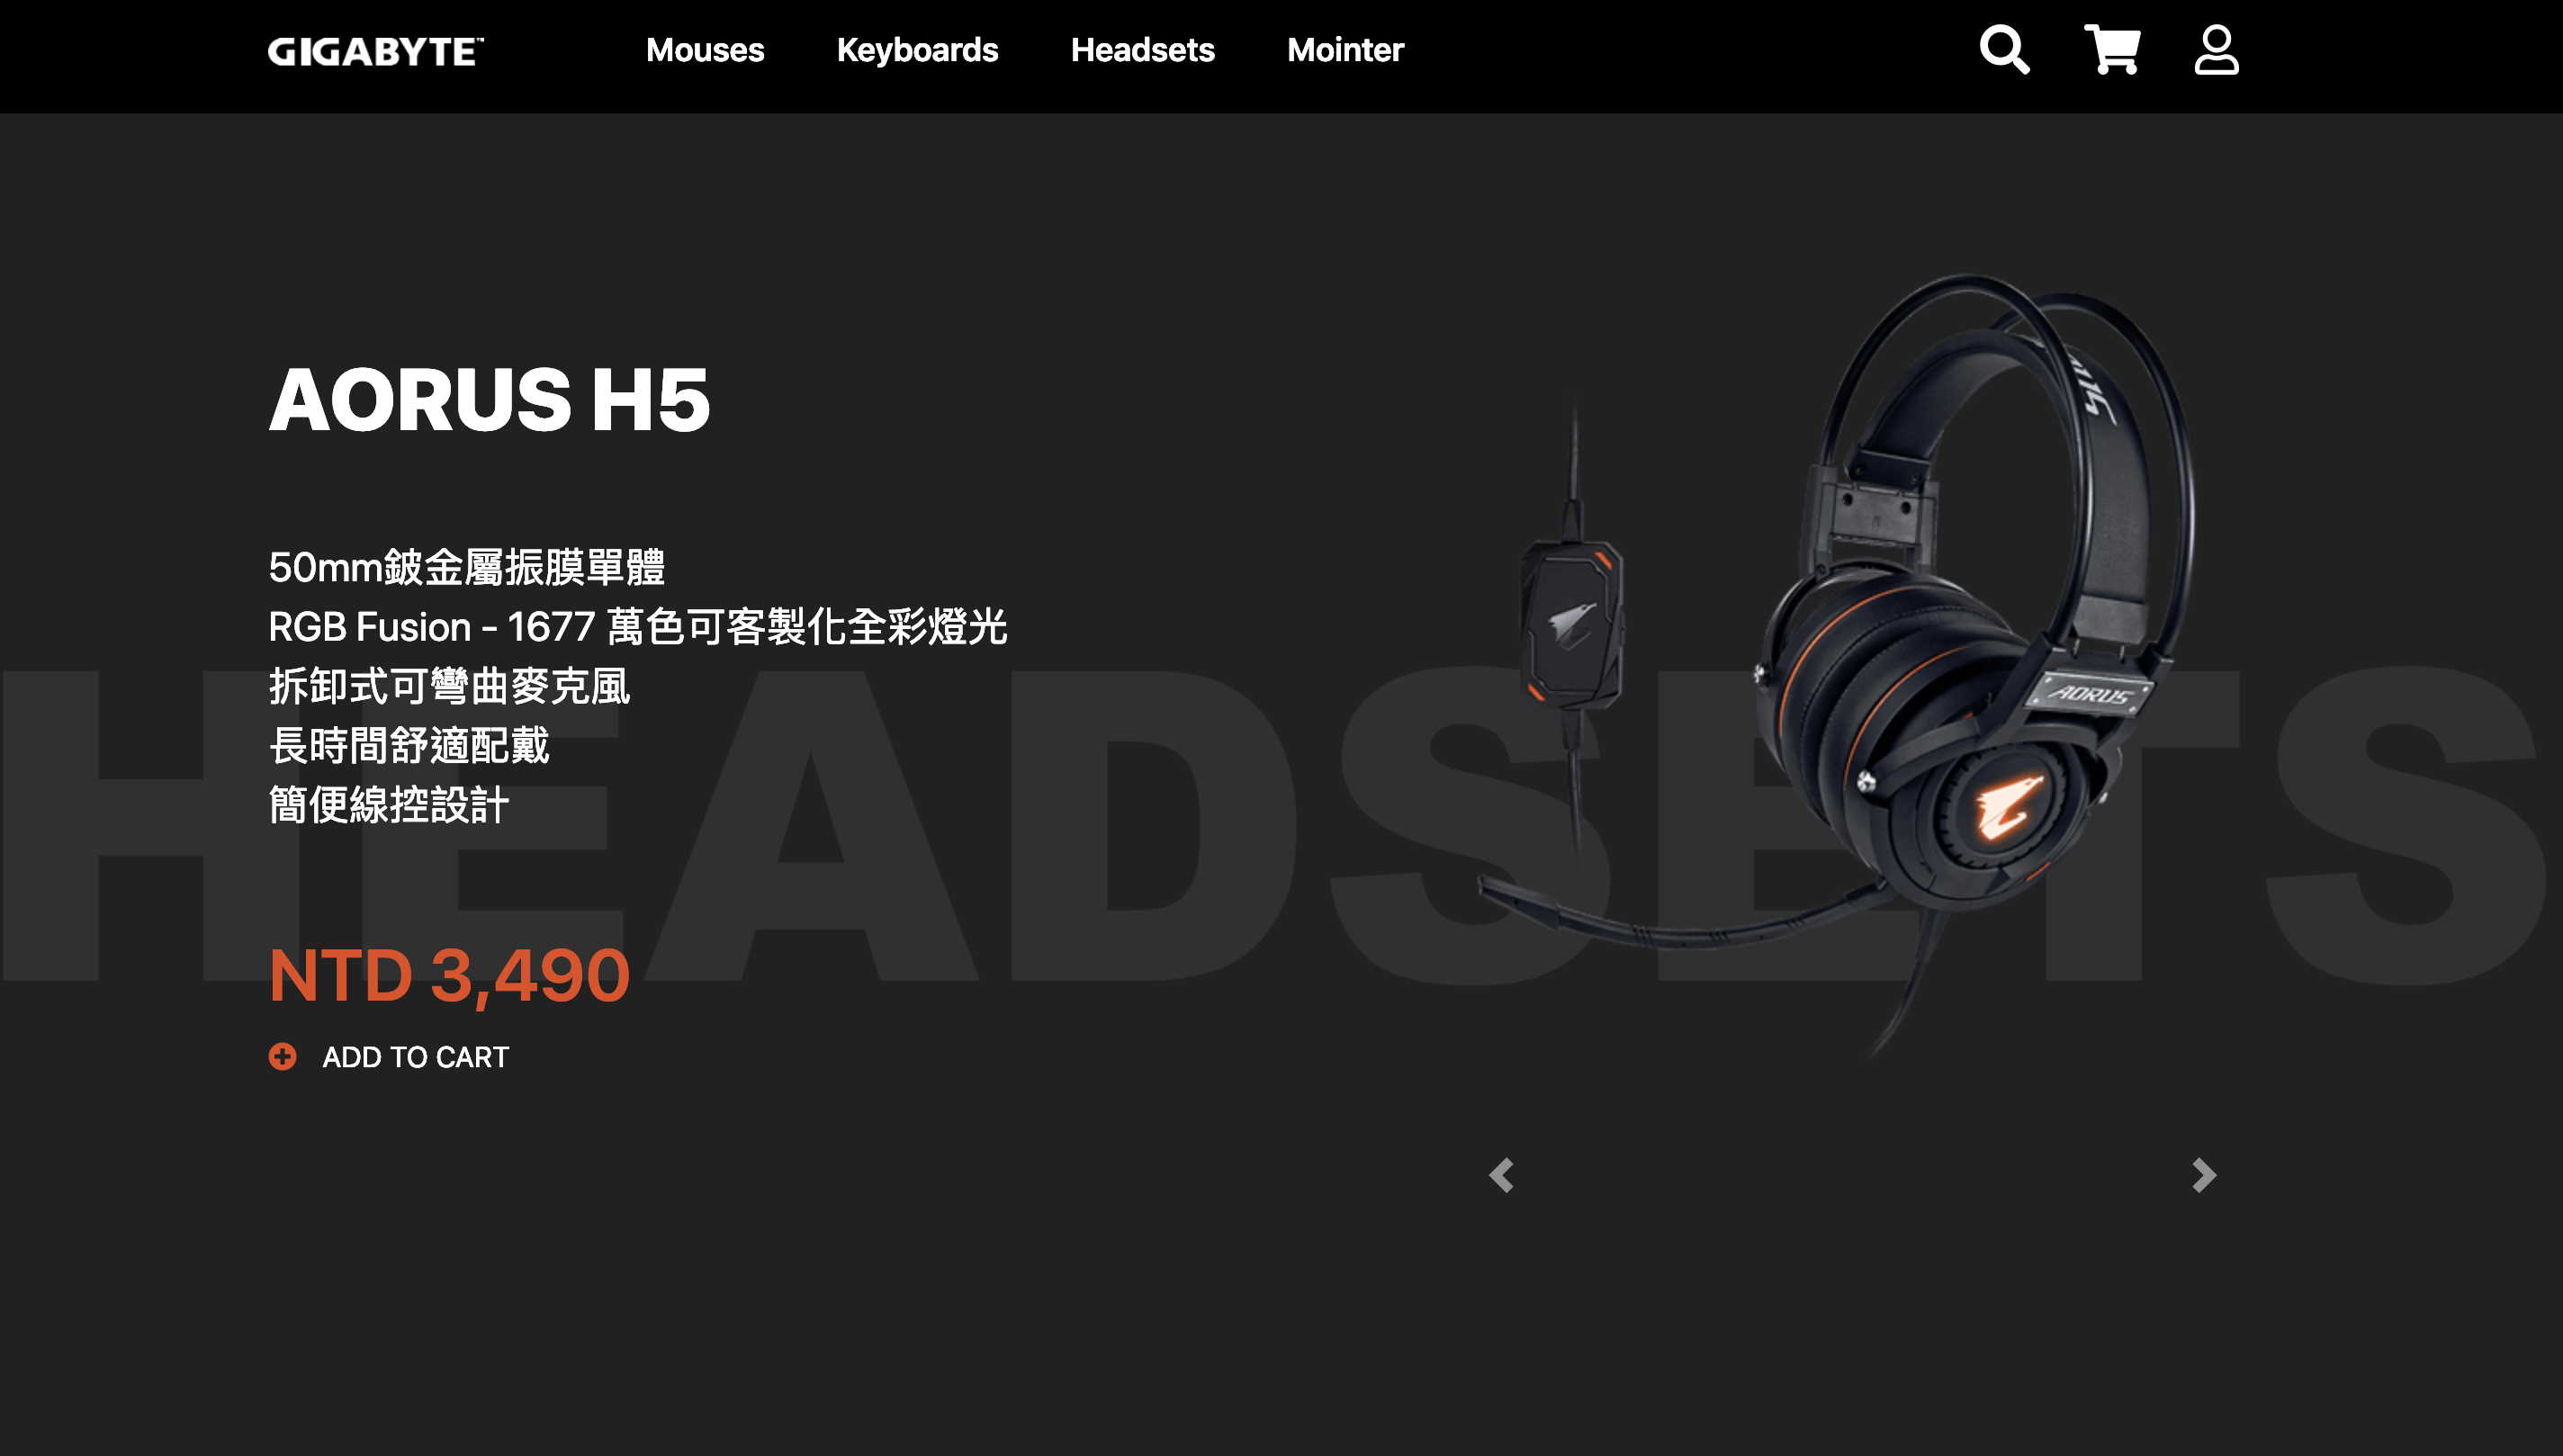 GIGABYTE™
Mouses
Keyboards
Headsets
Mointer
HEADSETS
AORUS H5
50mm鈹金屬振膜單體
RGB Fusion - 1677 萬色可客製化全彩燈光
拆卸式可彎曲麥克風
長時間舒適配戴
簡便線控設計
NTD 3,490
ADD TO CART
AORUS